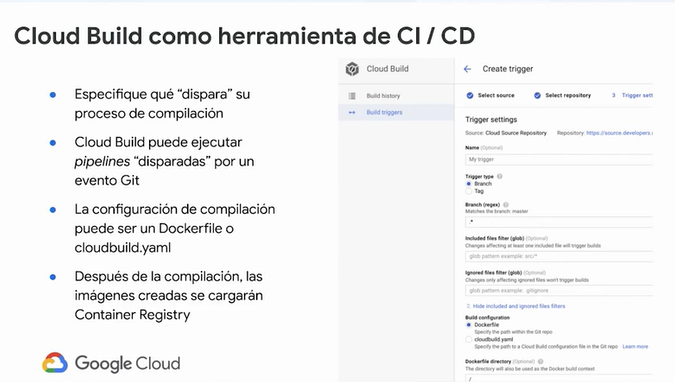 Cloud Build como herramienta de CI / CD
Especifique qué “dispara” su
proceso de compilación
Cloud Build puede ejecutar
pipelines “disparadas” por un
evento Git
La configuración de compilación
puede ser un Dockerfile o
cloudbuild.yaml
Después de la compilación, las
imágenes creadas se cargarán
Container Registry
Google Cloud
Cloud Build
Build history
Build triggers
Create trigger
Select source
Select repository
3 Trigger sett
Trigger settings
Source: Cloud Source Repository Repository: https://source.developers.
Name (Optional)
My trigger
Trigger type
Branch
Tag
Branch (regex)
Matches the branch: master
.*
Included files filter (glob) (Optional)
Changes affecting at least one included file will trigger builds
glob pattern example: src/*
Ignored files filter (glob) (Optional)
Changes only affecting ignored files won't trigger builds
glob pattern example: .gitignore
Hide included and ignored files filters
Build configuration
Dockerfile
Specify the path within the Git repo
cloudbuild.yaml
Specify the path to a Cloud Build configuration file in the Git repo Learn more
Dockerfile directory (Optional)
The directory will also be used as the Docker build context
/